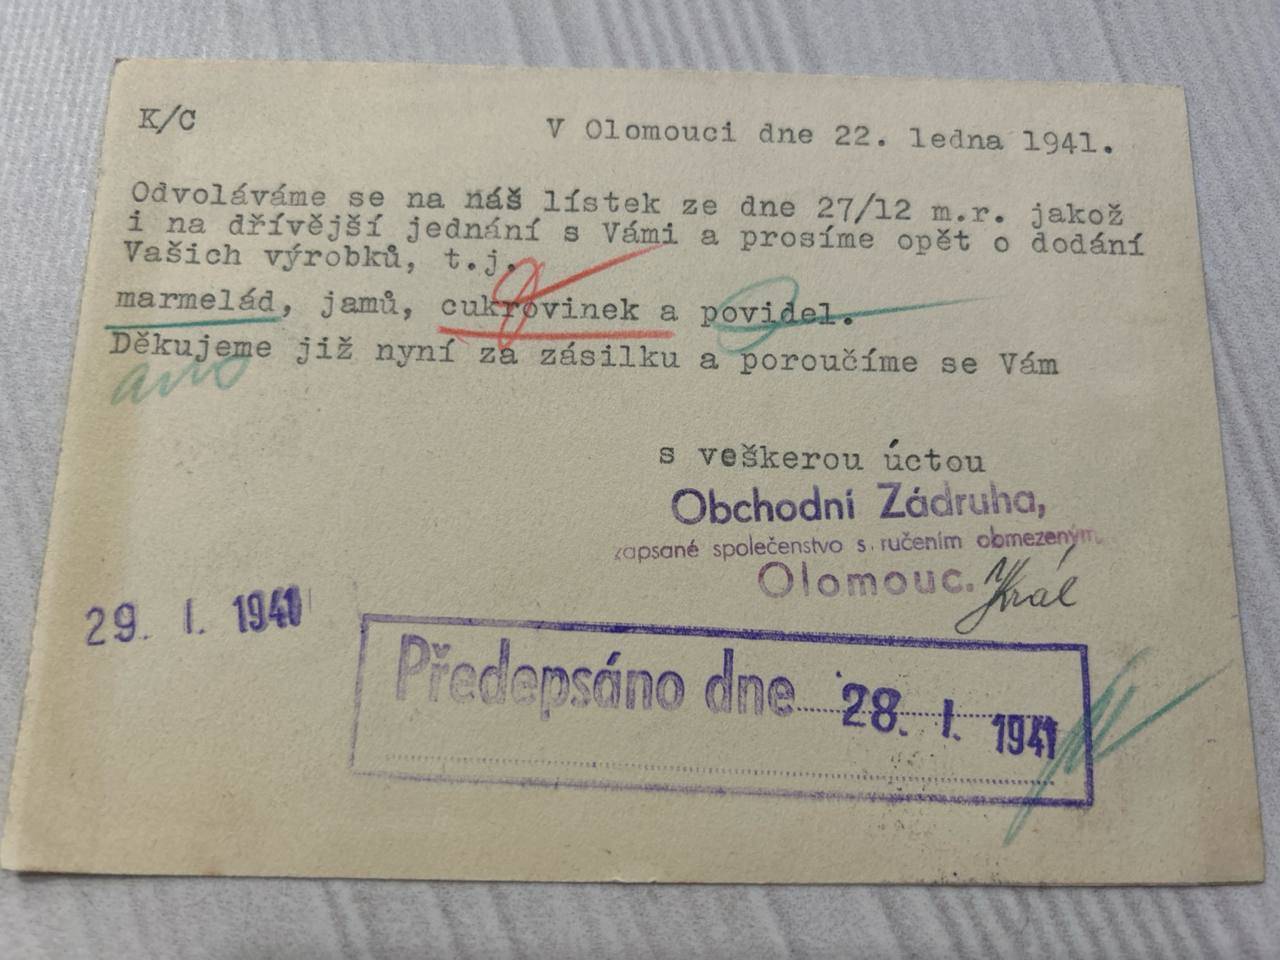 K/C
V Olomouci dne 22. ledna 1941.
Odvoláváme se na náš lístek ze dne 27/12 m.r. jakož
i na dřívější jednání s Vámi a prosíme opět o dodání
Vašich výrobků, t.j.
marmelád, jamů, cukrovinek a povidel.
Děkujeme již nyní za zásilku a poroučíme se Vám
s veškerou úctou
Obchodní Zádruha,
zapsané společenstvo s. ručením obmezeným
Olomouc.
Král
29. I. 1941
Předepsáno dne 28. I. 1941